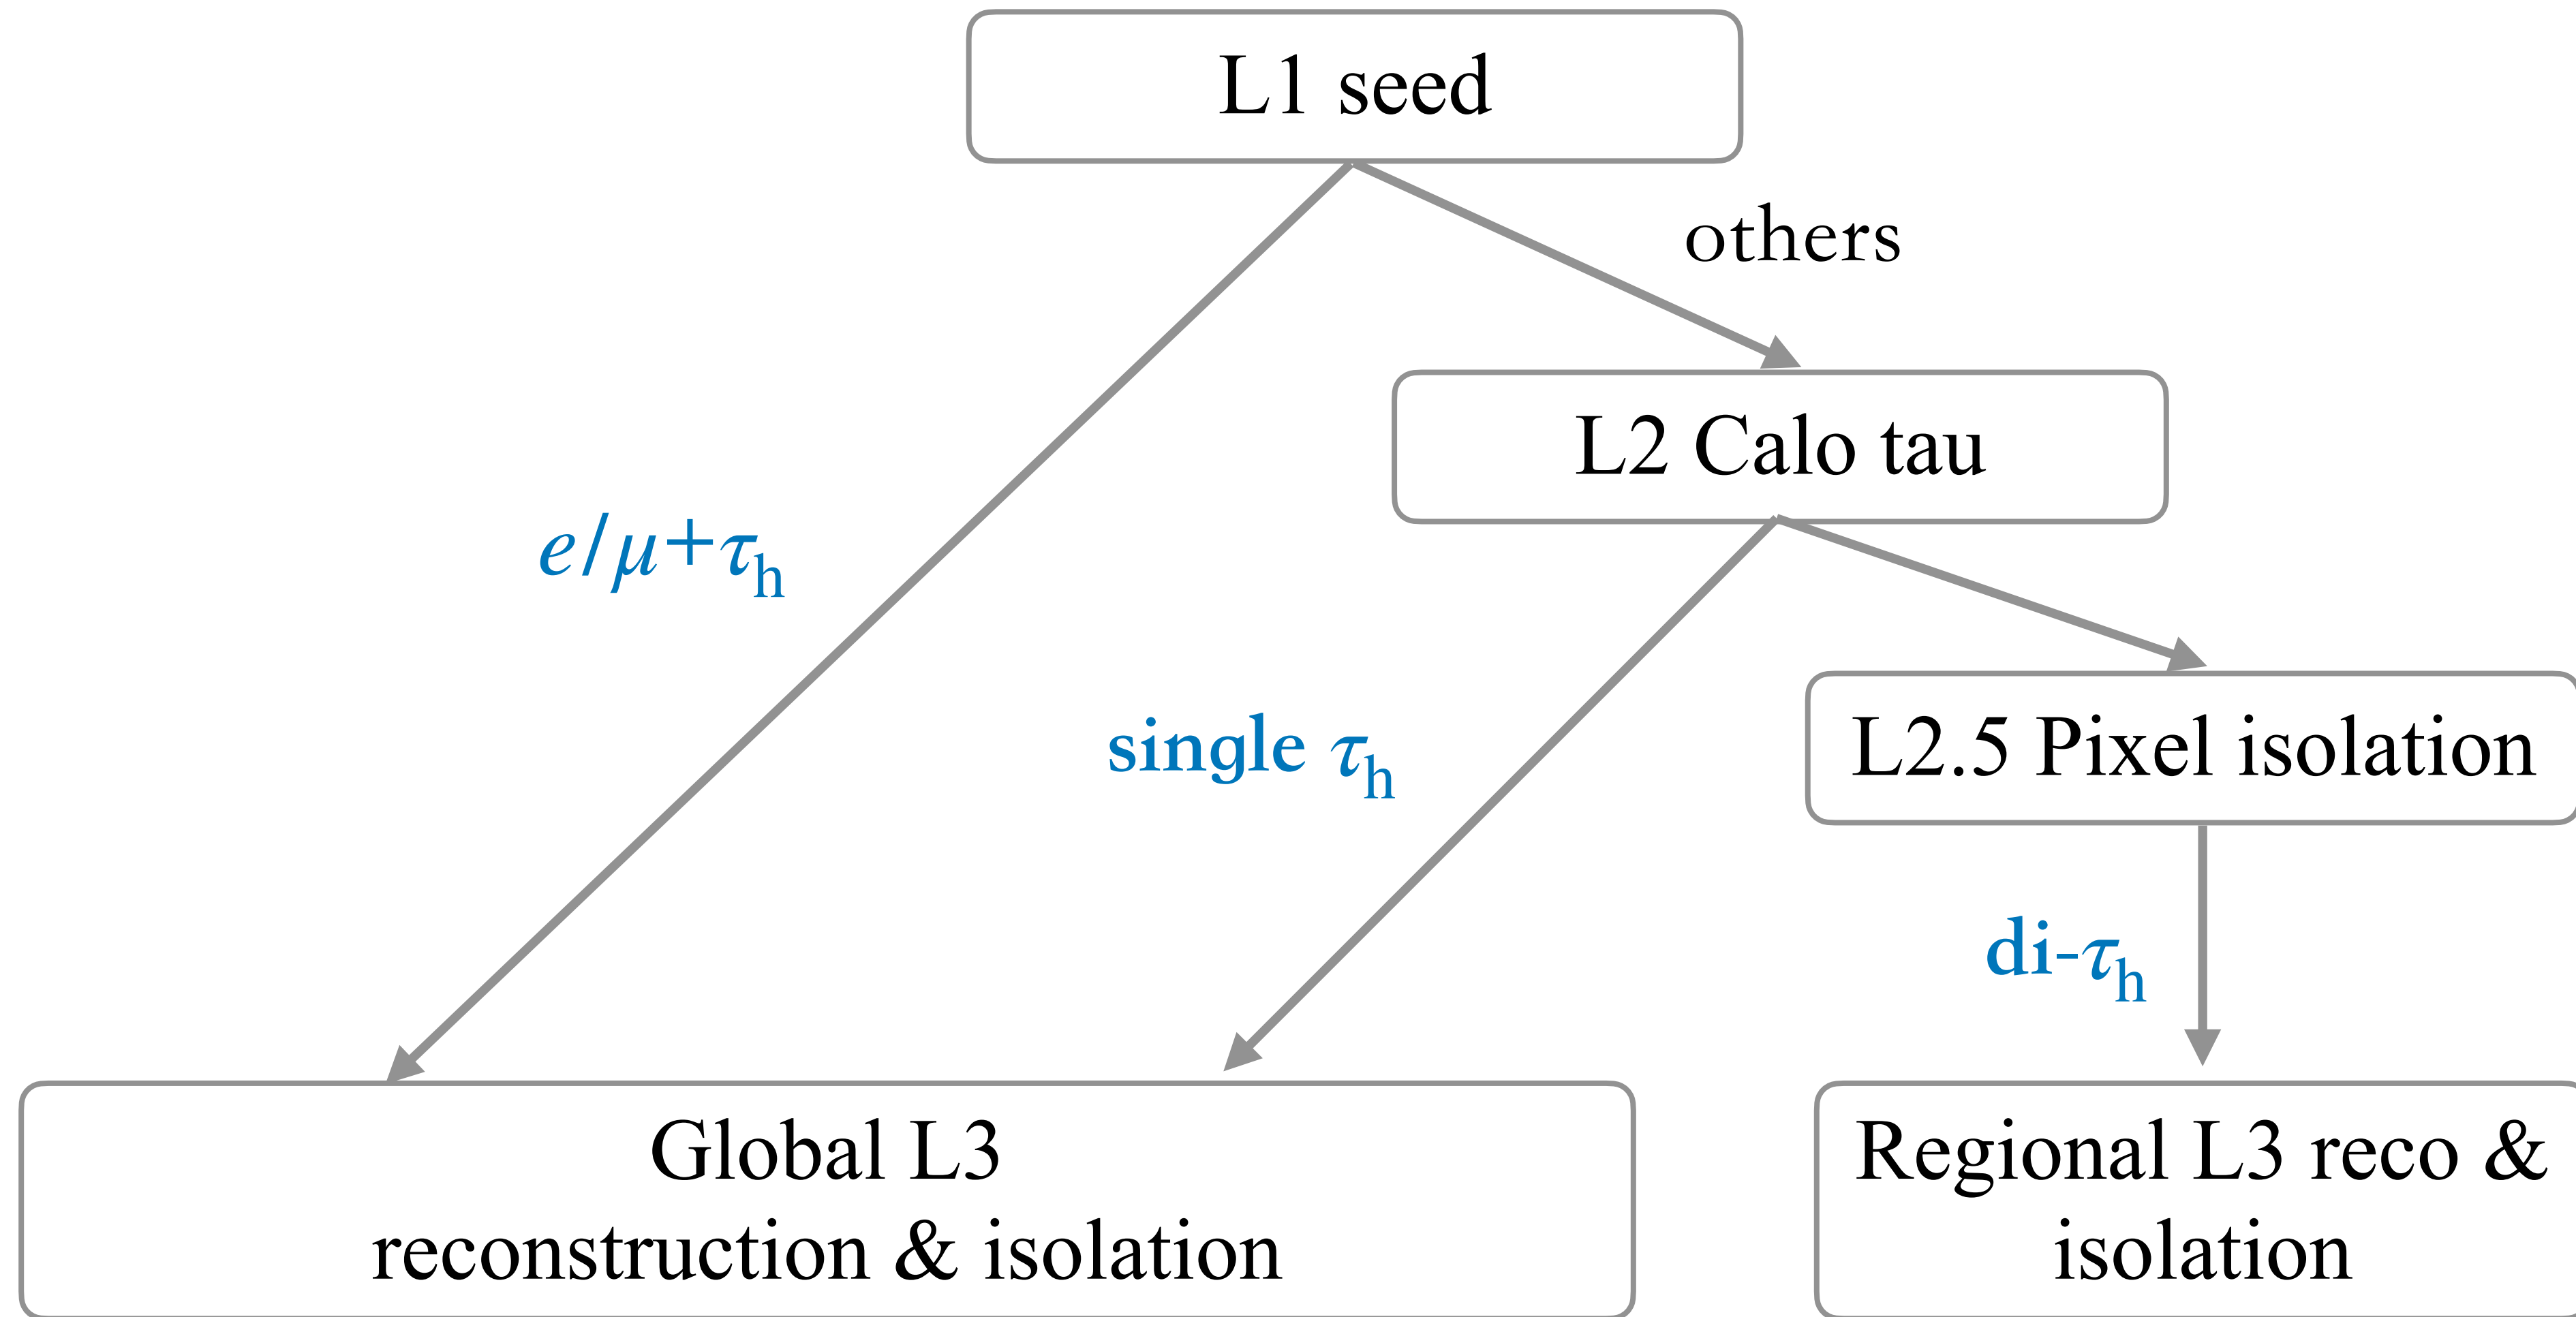 L1 seed
others
L2 Calo tau
e/μ+τh
single τh
L2.5 Pixel isolation
di-τh
Global L3
reconstruction & isolation
Regional L3 reco &
isolation